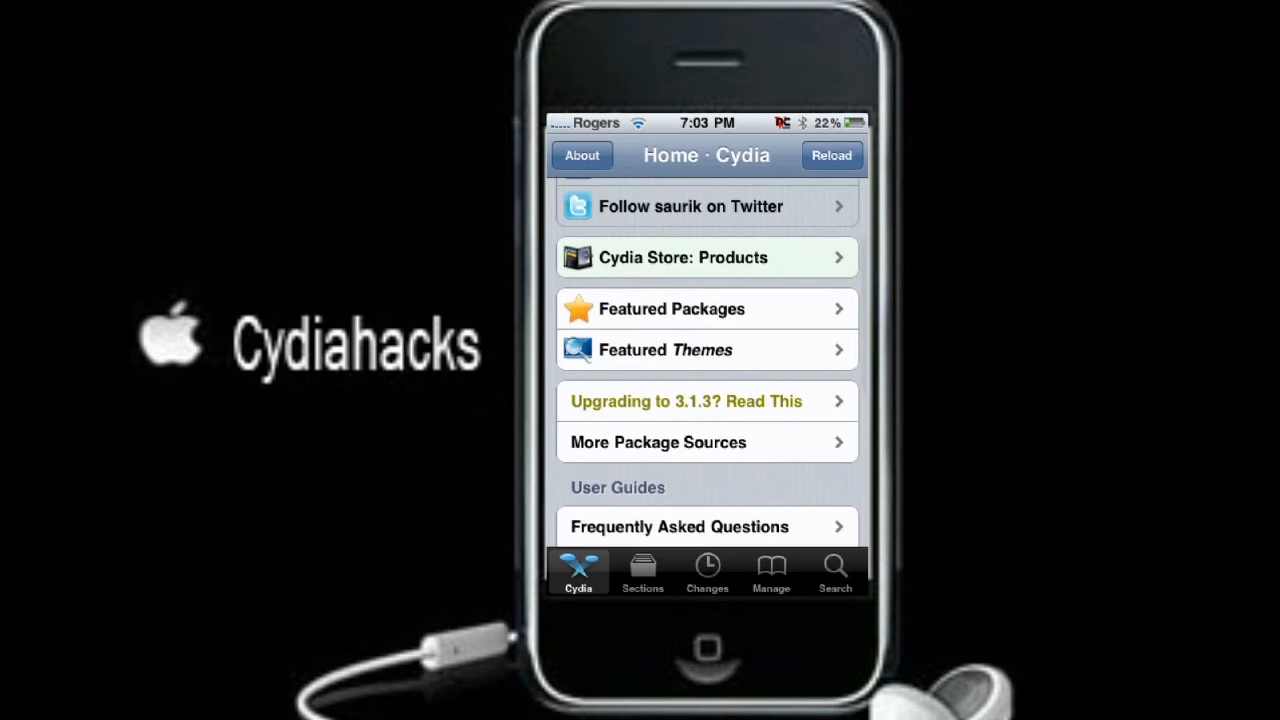 Rogers 7:03 PM 22%
About Home · Cydia Reload
Follow saurik on Twitter
Cydia Store: Products
Featured Packages
Featured Themes
Upgrading to 3.1.3? Read This
More Package Sources
User Guides
Frequently Asked Questions
Cydia Sections Changes Manage Search
Cydiahacks